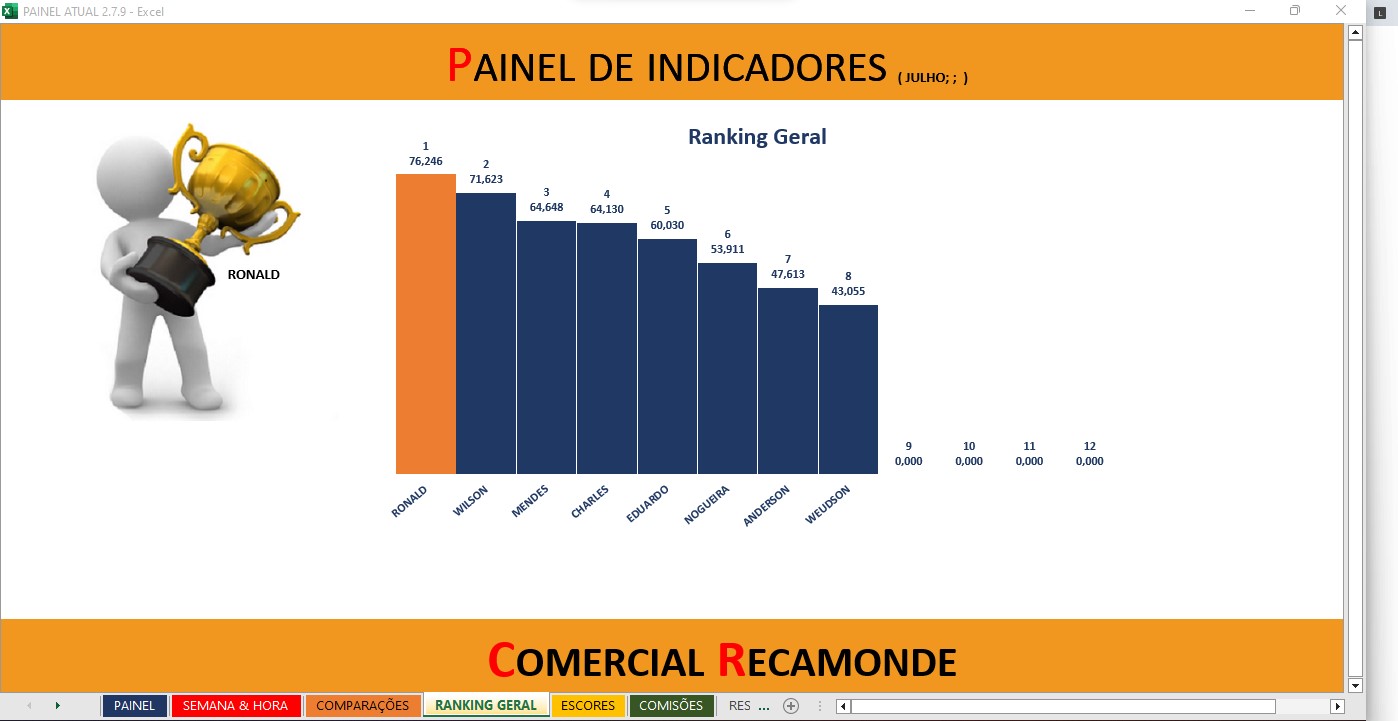 PAINEL ATUAL 2.7.9 - Excel
PAINEL DE INDICADORES ( JULHO; ;  )
Ranking Geral
1
76,246
2
71,623
3
64,648
4
64,130
5
60,030
6
53,911
7
47,613
8
43,055
9
0,000
10
0,000
11
0,000
12
0,000
RONALD
RONALD
WILSON
MENDES
CHARLES
EDUARDO
NOGUEIRA
ANDERSON
WEUDSON
COMERCIAL RECAMONDE
PAINEL
SEMANA & HORA
COMPARAÇÕES
RANKING GERAL
ESCORES
COMISÕES
RES ...
L